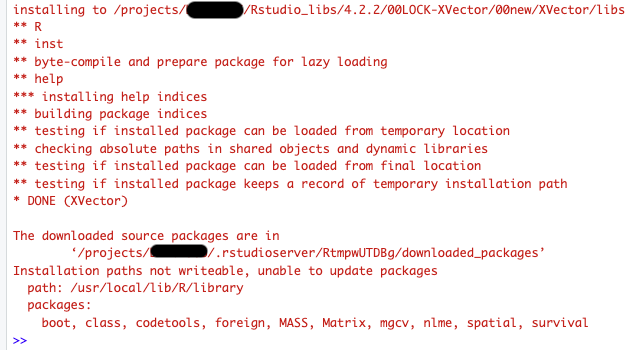 installing to /projects/ /Rstudio_libs/4.2.2/00LOCK-XVector/00new/XVector/libs
** R
** inst
** byte-compile and prepare package for lazy loading
** help
*** installing help indices
** building package indices
** testing if installed package can be loaded from temporary location
** checking absolute paths in shared objects and dynamic libraries
** testing if installed package can be loaded from final location
** testing if installed package keeps a record of temporary installation path
* DONE (XVector)
The downloaded source packages are in
‘/projects/ /.rstudioserver/RtmpwUTDBg/downloaded_packages’
Installation paths not writeable, unable to update packages
path: /usr/local/lib/R/library
packages:
boot, class, codetools, foreign, MASS, Matrix, mgcv, nlme, spatial, survival
>>